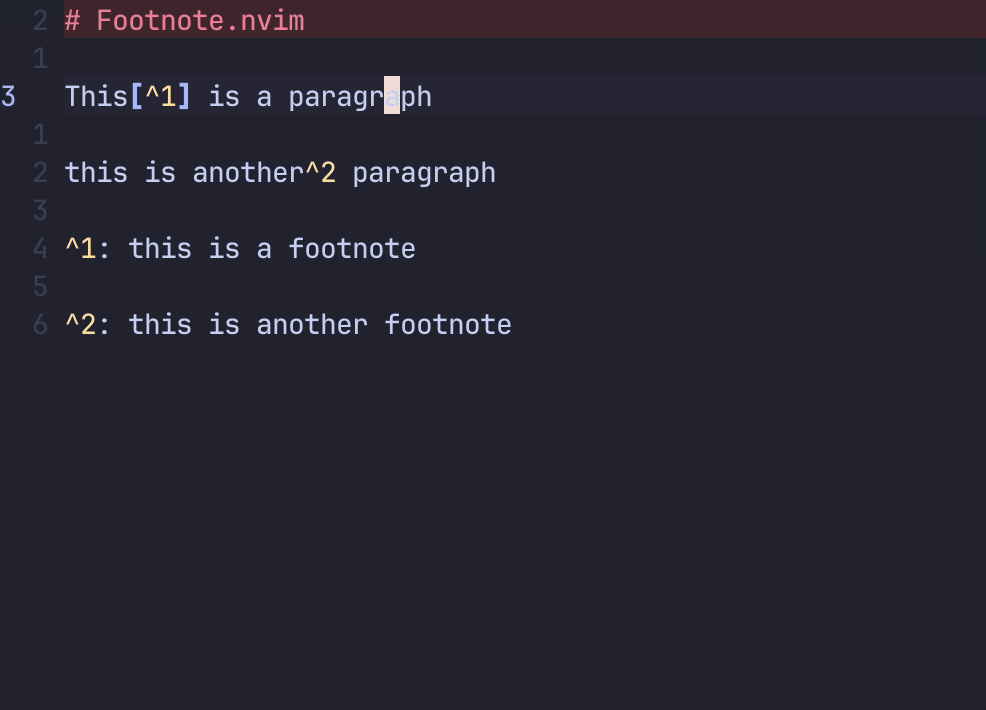 2 # Footnote.nvim
1
3 This[^1] is a paragraph
1
2 this is another^2 paragraph
3
4 ^1: this is a footnote
5
6 ^2: this is another footnote